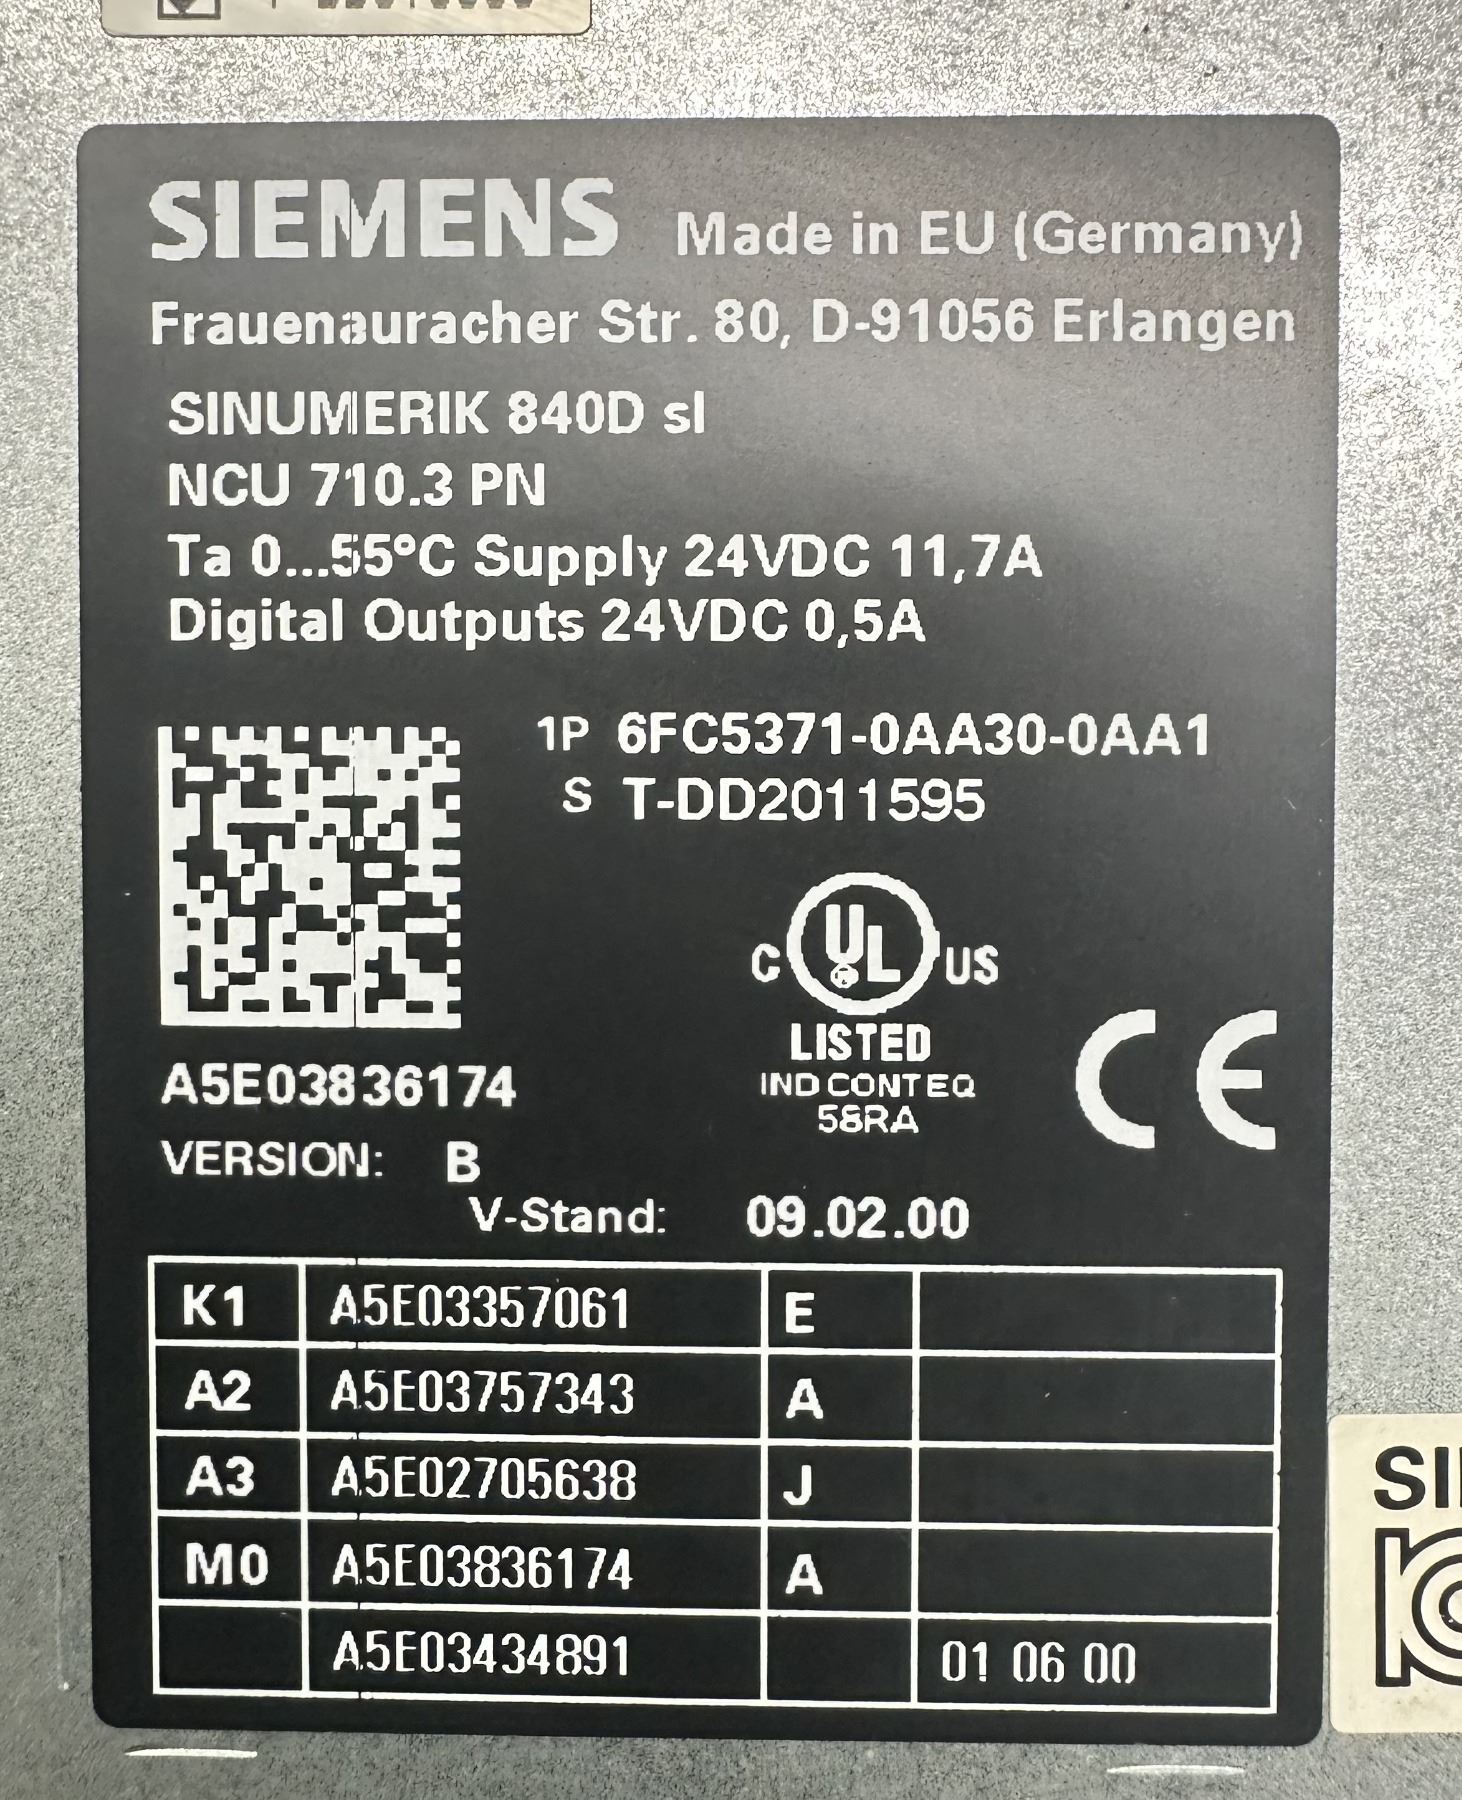 SIEMENS Made in EU (Germany)
Frauenauracher Str. 80, D-91056 Erlangen
SINUMERIK 840D sl
NCU 710.3 PN
Ta 0...55°C Supply 24VDC 11,7A
Digital Outputs 24VDC 0,5A
1P 6FC5371-0AA30-0AA1
S T-DD2011595
C UL US
LISTED
IND CONT EQ
58RA
CE
A5E03836174
VERSION: B
V-Stand: 09.02.00
K1 A5E03357061 E
A2 A5E03757343 A
A3 A5E02705638 J
M0 A5E03836174 A
A5E03434891 01 06 00
SI